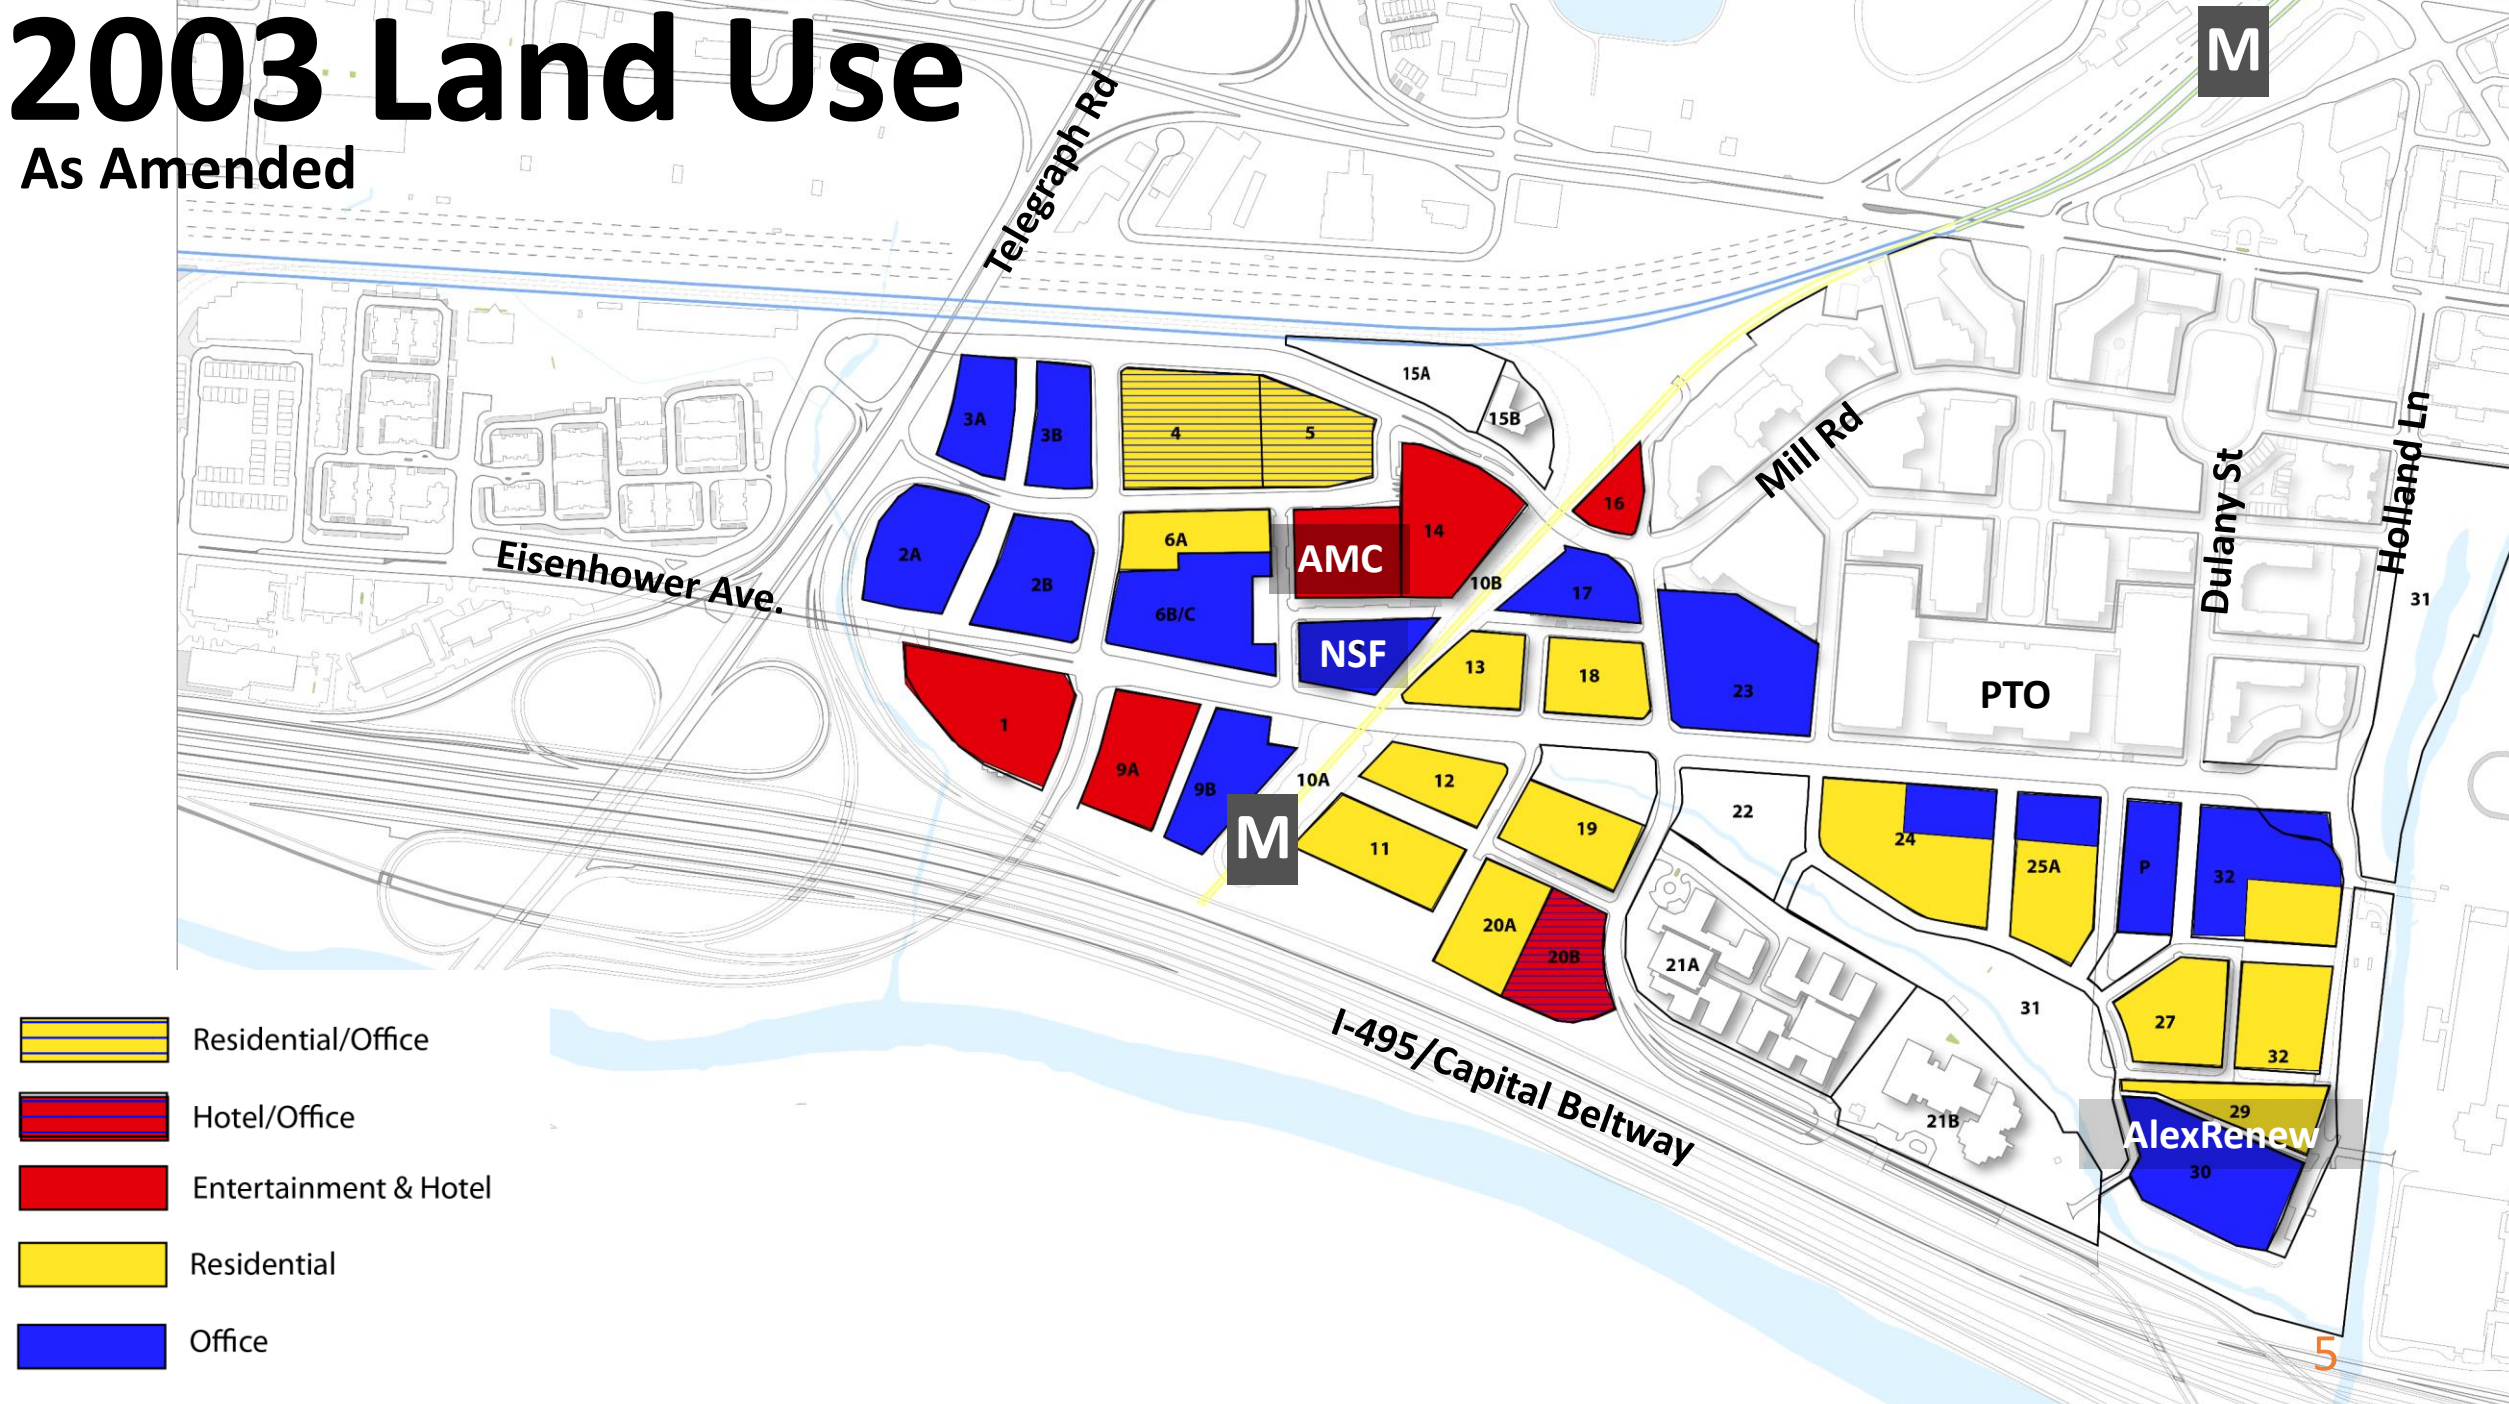 2003 Land Use
As Amended
M
Telegraph Rd
15A
15B
3A
3B
4
5
Mill Rd
Holland Ln
Dulany St
16
14
6A
AMC
2A
2B
Eisenhower Ave.
10B
17
31
6B/C
NSF
13
18
23
PTO
1
9A
9B
10A
M
12
11
19
22
24
25A
P
32
20A
20B
21A
31
27
32
I-495/Capital Beltway
21B
29
AlexRenew
30
Residential/Office
Hotel/Office
Entertainment & Hotel
Residential
Office
5